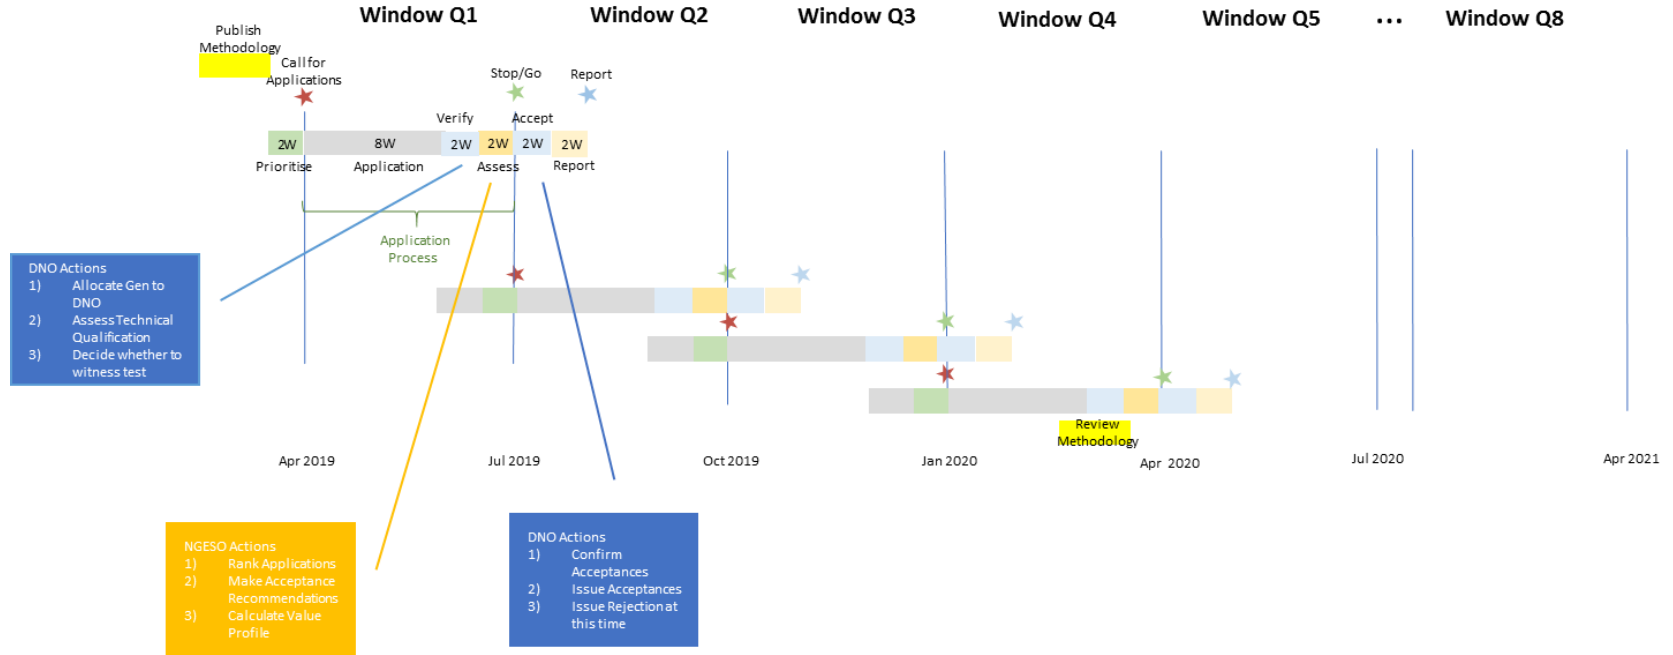 Window Q1
Window Q2
Window Q3
Window Q4
Window Q5
...
Window Q8
Publish
Methodology
Call for
Applications
Stop/Go
Report
Verify
Accept
2W
8W
2W
2W
2W
2W
Prioritise
Application
Assess
Report
Application
Process
DNO Actions
1) Allocate Gen to
DNO
2) Assess Technical
Qualification
3) Decide whether to
witness test
Review
Methodology
Apr 2019
Jul 2019
Oct 2019
Jan 2020
Apr 2020
Jul 2020
Apr 2021
NGESO Actions
1) Rank Applications
2) Make Acceptance
Recommendations
3) Calculate Value
Profile
DNO Actions
1) Confirm
Acceptances
2) Issue Acceptances
3) Issue Rejection at
this time